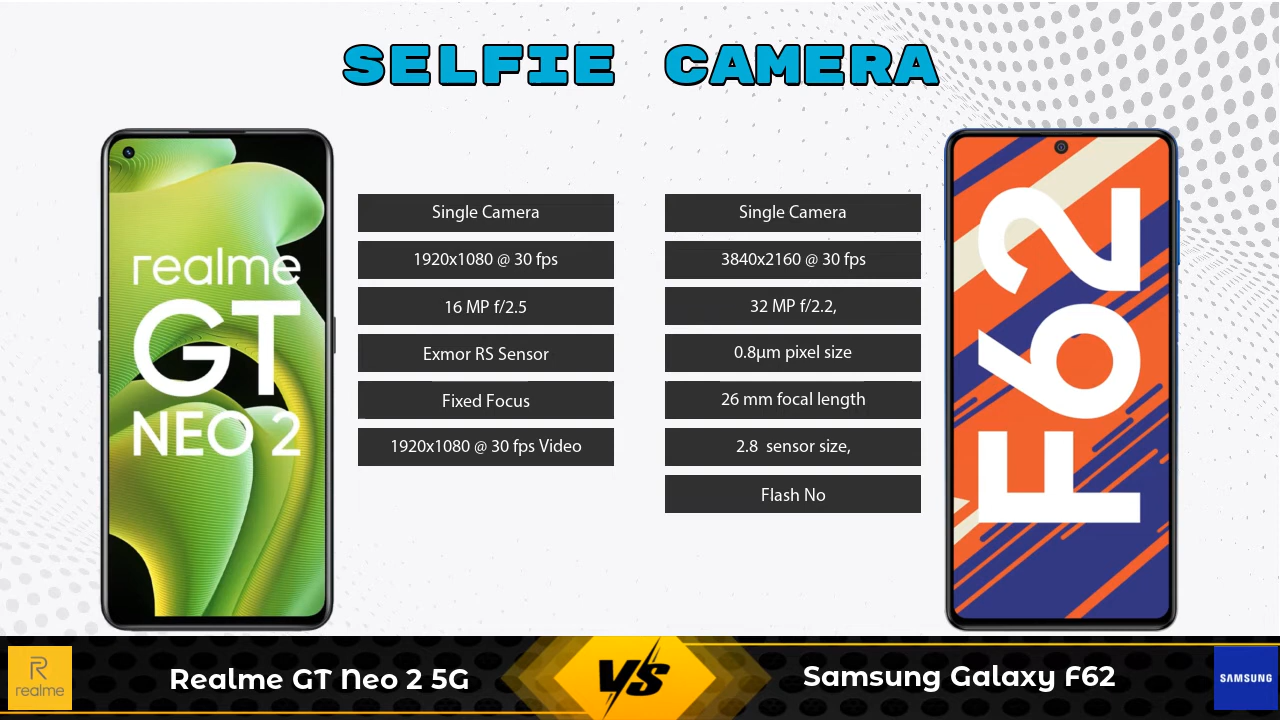 SELFIE CAMERA
realme
GT
NEO 2
Single Camera
1920x1080 @ 30 fps
16 MP f/2.5
Exmor RS Sensor
Fixed Focus
1920x1080 @ 30 fps Video
Single Camera
3840x2160 @ 30 fps
32 MP f/2.2,
0.8µm pixel size
26 mm focal length
2.8  sensor size,
Flash No
F62
R
realme
Realme GT Neo 2 5G
VS
Samsung Galaxy F62
SAMSUNG